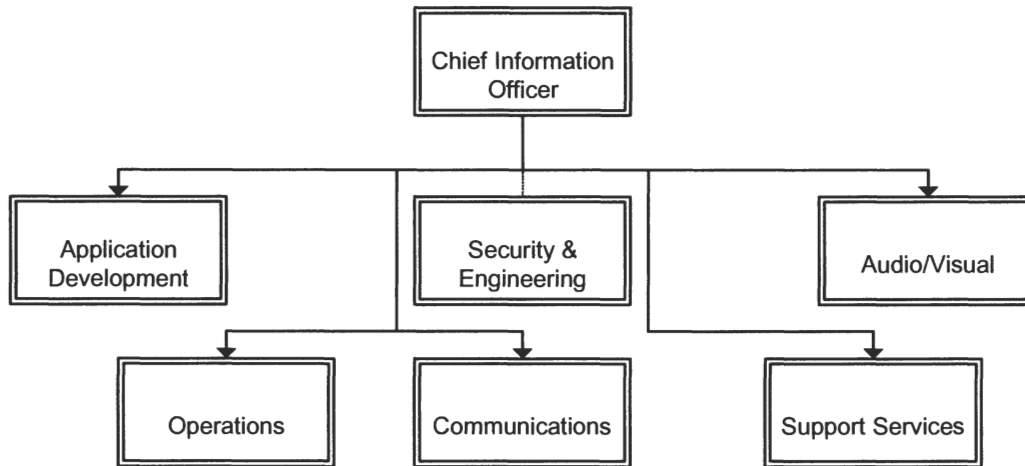 Chief Information
Officer
Application
Development
Security &
Engineering
Audio/Visual
Operations
Communications
Support Services